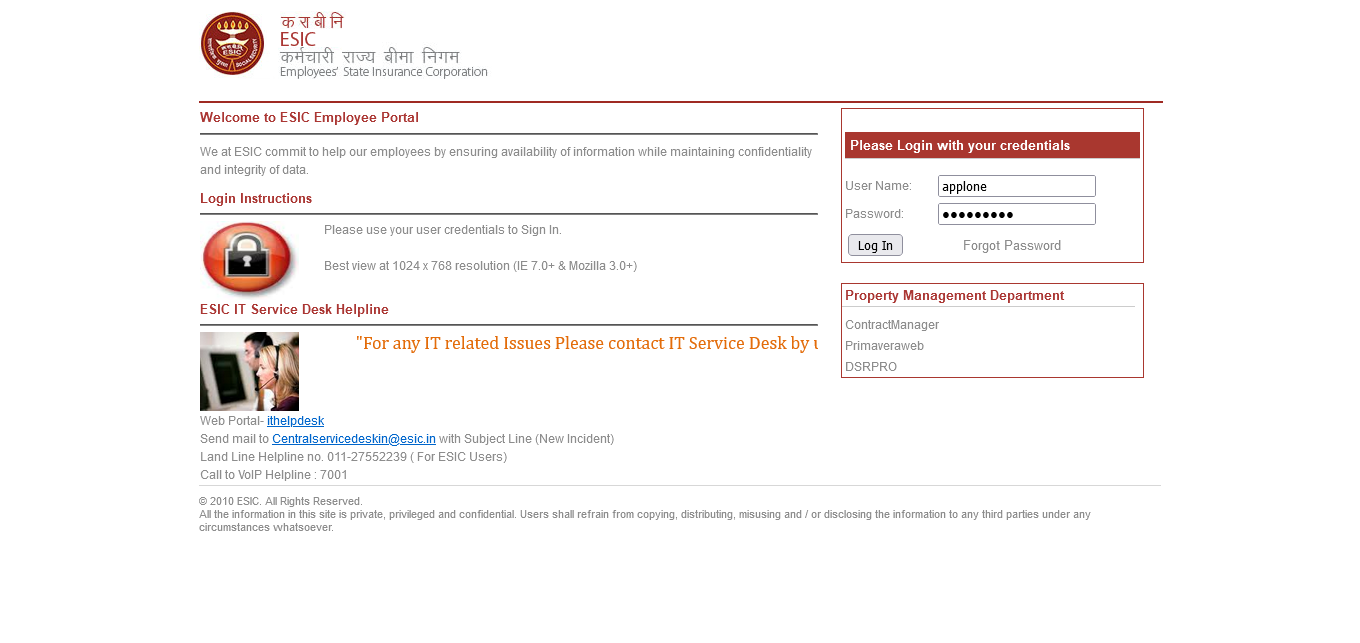 क रा बी नि
ESIC
कर्मचारी राज्य बीमा निगम
Employees' State Insurance Corporation
ESIC
Welcome to ESIC Employee Portal
We at ESIC commit to help our employees by ensuring availability of information while maintaining confidentiality
and integrity of data.
Login Instructions
Please use your user credentials to Sign In.
Best view at 1024 x 768 resolution (IE 7.0+ & Mozilla 3.0+)
ESIC IT Service Desk Helpline
"For any IT related Issues Please contact IT Service Desk by u
Web Portal- ithelpdesk
Send mail to Centralservicedeskin@esic.in with Subject Line (New Incident)
Land Line Helpline no. 011-27552239 ( For ESIC Users)
Call to VoIP Helpline : 7001
Please Login with your credentials
User Name: applone
Password: ●●●●●●●●●
Log In Forgot Password
Property Management Department
ContractManager
Primaveraweb
DSRPRO
© 2010 ESIC. All Rights Reserved.
All the information in this site is private, privileged and confidential. Users shall refrain from copying, distributing, misusing and / or disclosing the information to any third parties under any
circumstances whatsoever.